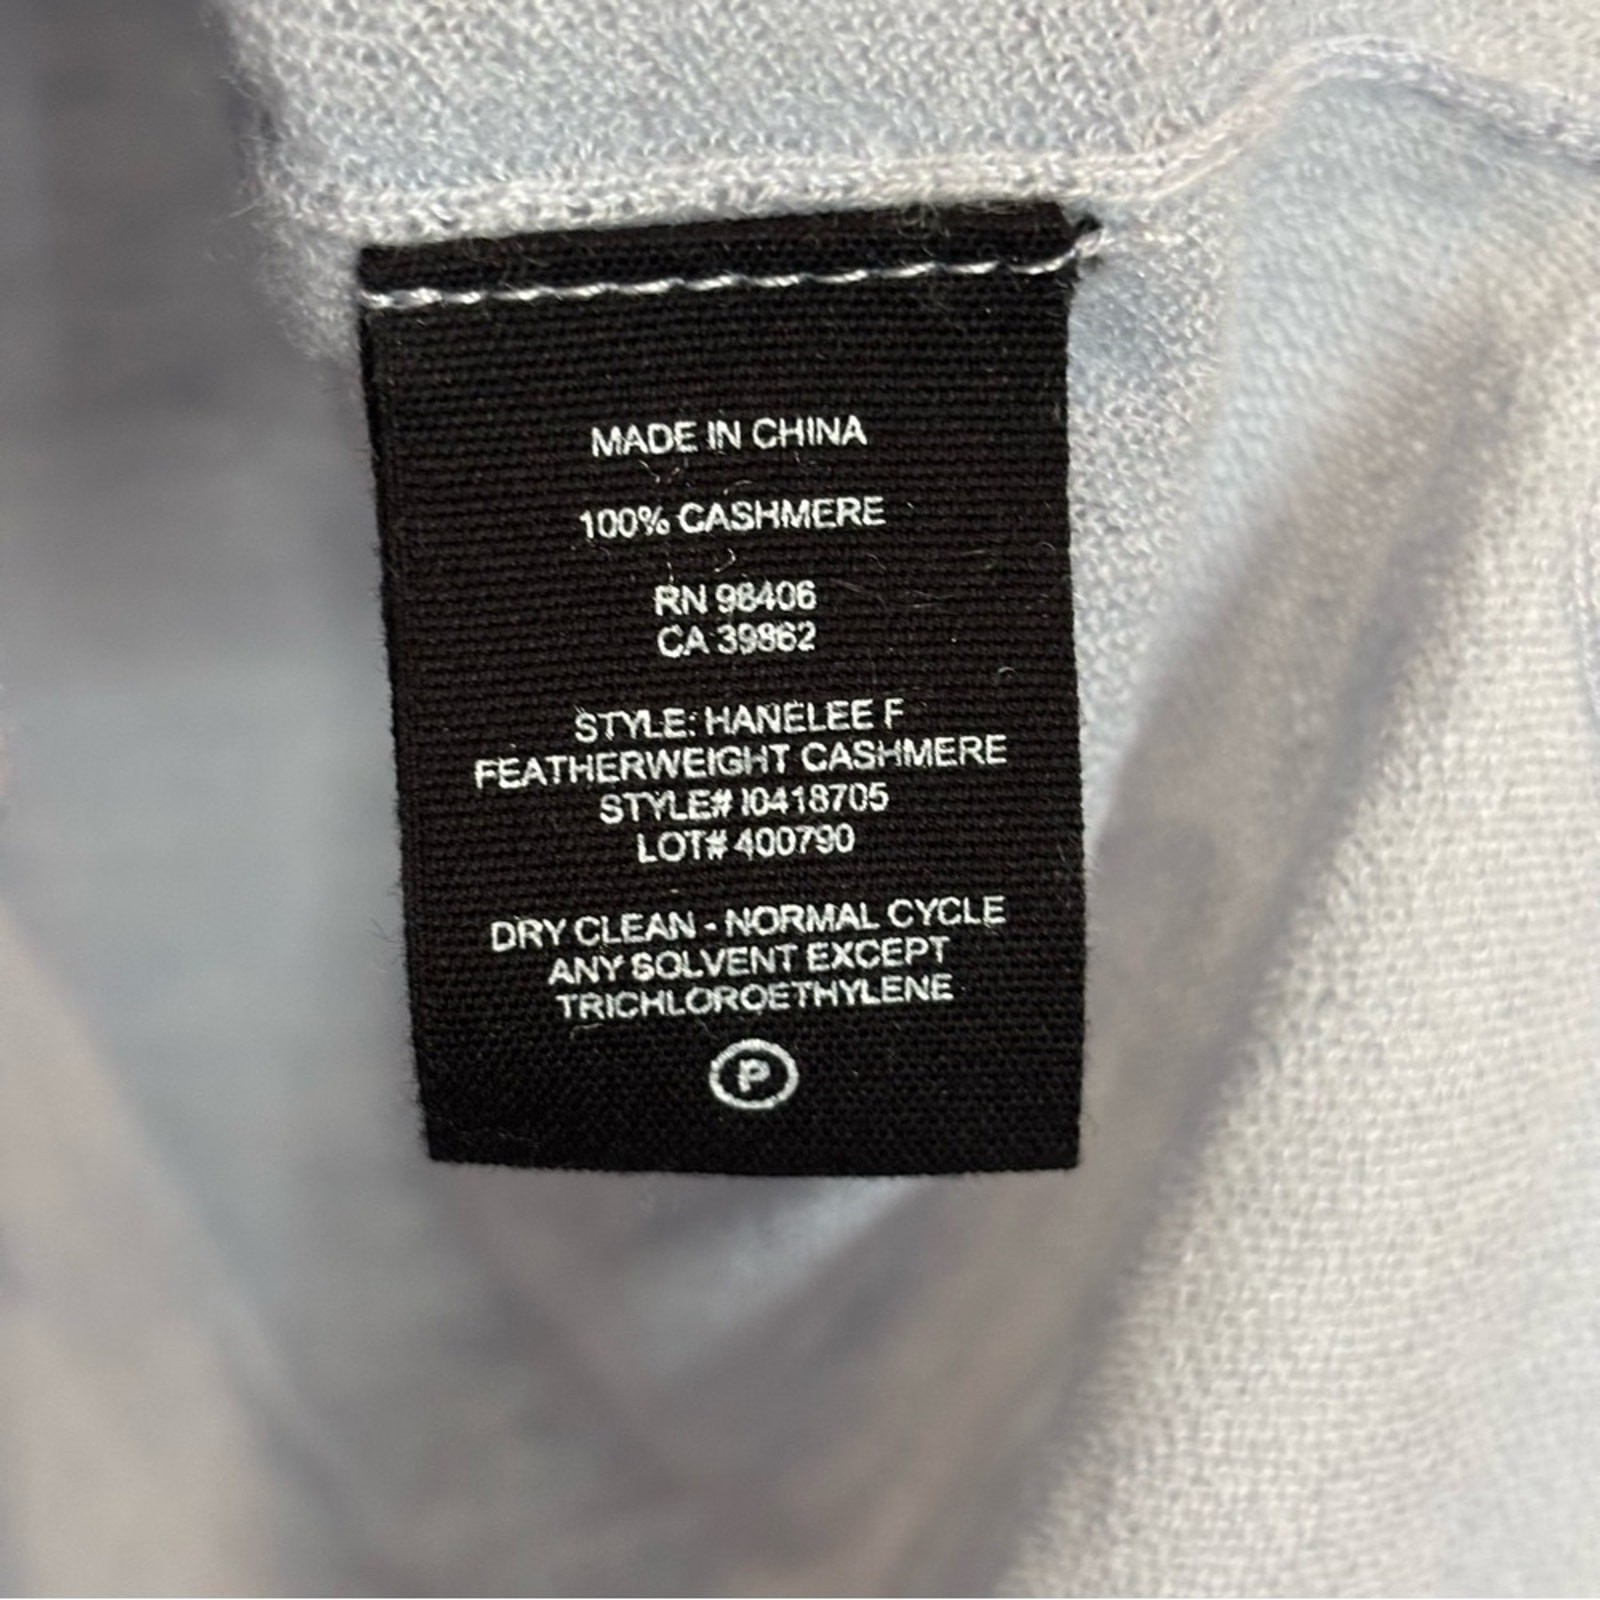 MADE IN CHINA
100% CASHMERE
RN 98406
CA 39862
STYLE: HANELEE F
FEATHERWEIGHT CASHMERE
STYLE# I0418705
LOT# 400790
DRY CLEAN - NORMAL CYCLE
ANY SOLVENT EXCEPT
TRICHLOROETHYLENE
P